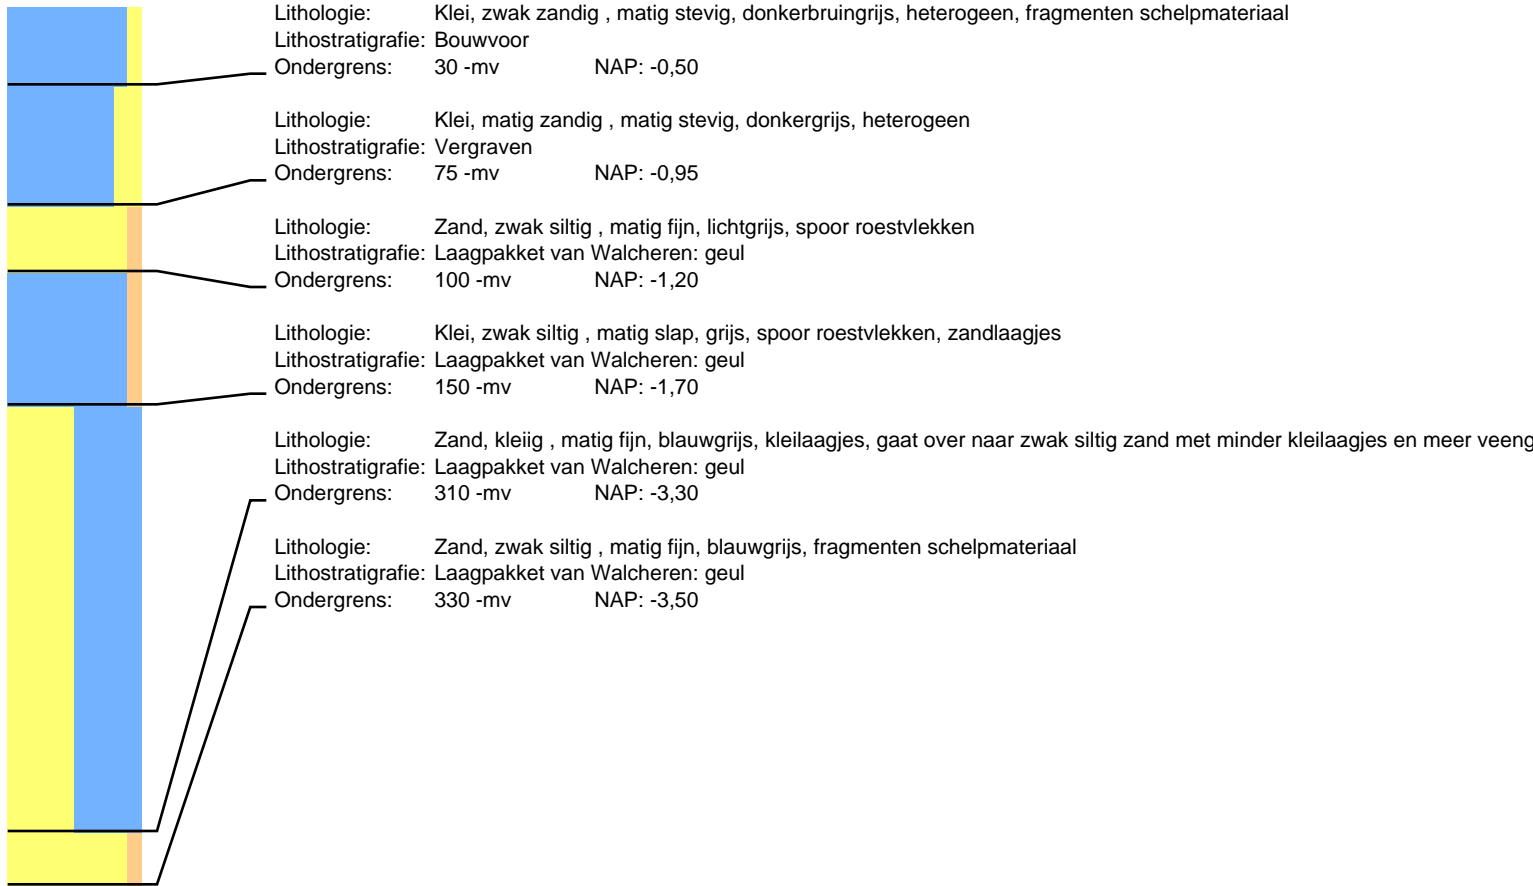 Lithologie: Klei, zwak zandig , matig stevig, donkerbruingrijs, heterogeen, fragmenten schelpmateriaal
Lithostratigrafie: Bouwvoor
Ondergrens: 30 -mv NAP: -0,50
Lithologie: Klei, matig zandig , matig stevig, donkergrijs, heterogeen
Lithostratigrafie: Vergraven
Ondergrens: 75 -mv NAP: -0,95
Lithologie: Zand, zwak siltig , matig fijn, lichtgrijs, spoor roestvlekken
Lithostratigrafie: Laagpakket van Walcheren: geul
Ondergrens: 100 -mv NAP: -1,20
Lithologie: Klei, zwak siltig , matig slap, grijs, spoor roestvlekken, zandlaagjes
Lithostratigrafie: Laagpakket van Walcheren: geul
Ondergrens: 150 -mv NAP: -1,70
Lithologie: Zand, kleiig , matig fijn, blauwgrijs, kleilaagjes, gaat over naar zwak siltig zand met minder kleilaagjes en meer veeng
Lithostratigrafie: Laagpakket van Walcheren: geul
Ondergrens: 310 -mv NAP: -3,30
Lithologie: Zand, zwak siltig , matig fijn, blauwgrijs, fragmenten schelpmateriaal
Lithostratigrafie: Laagpakket van Walcheren: geul
Ondergrens: 330 -mv NAP: -3,50